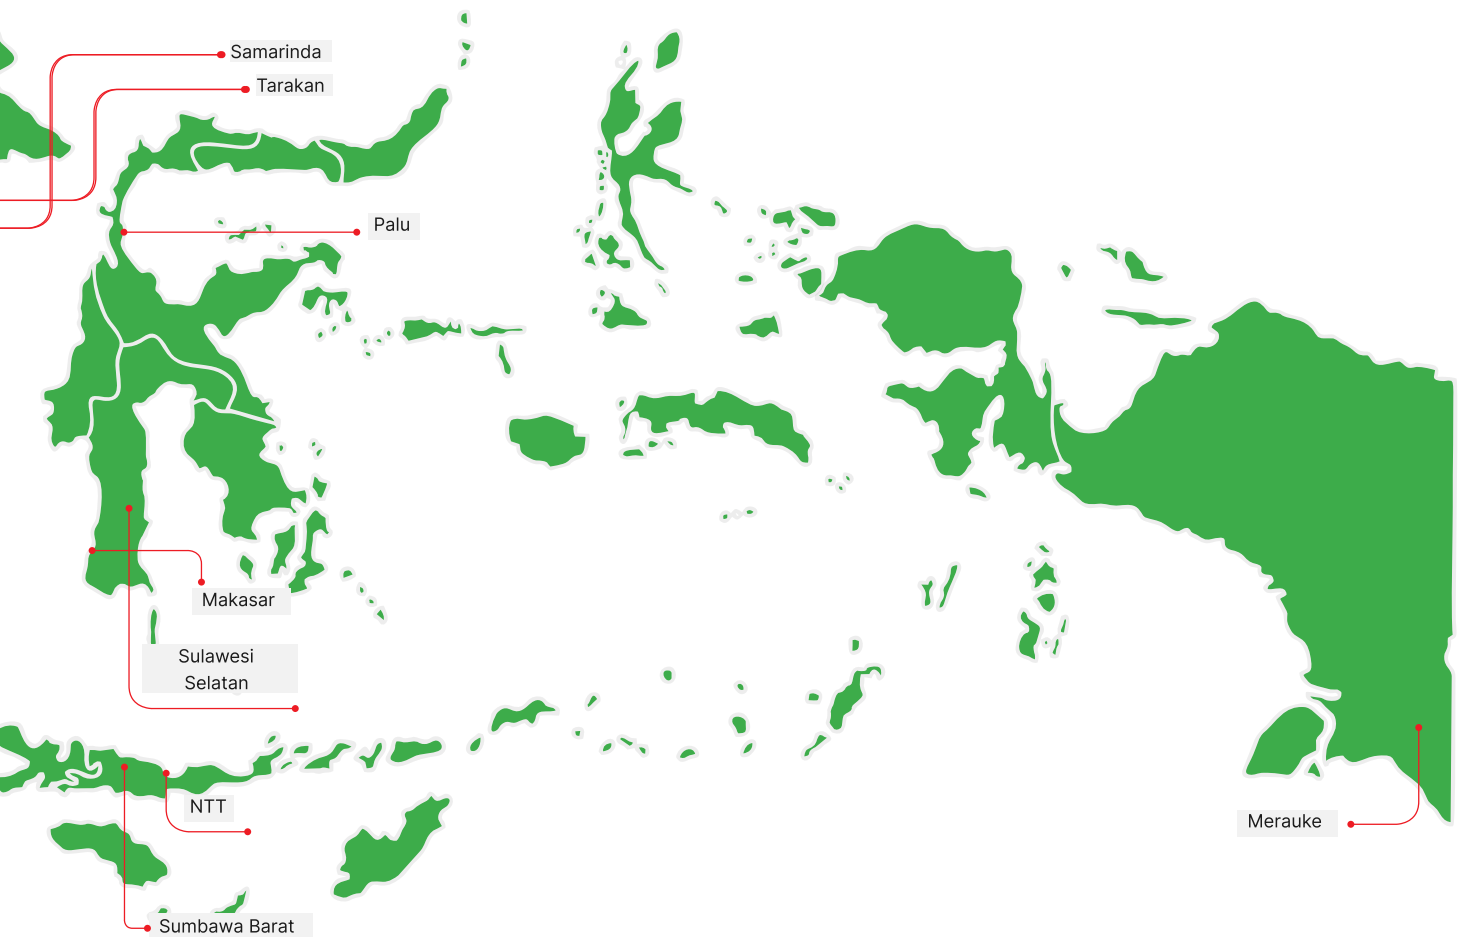 Samarinda
Tarakan
Palu
Makasar
Sulawesi
Selatan
NTT
Merauke
Sumbawa Barat